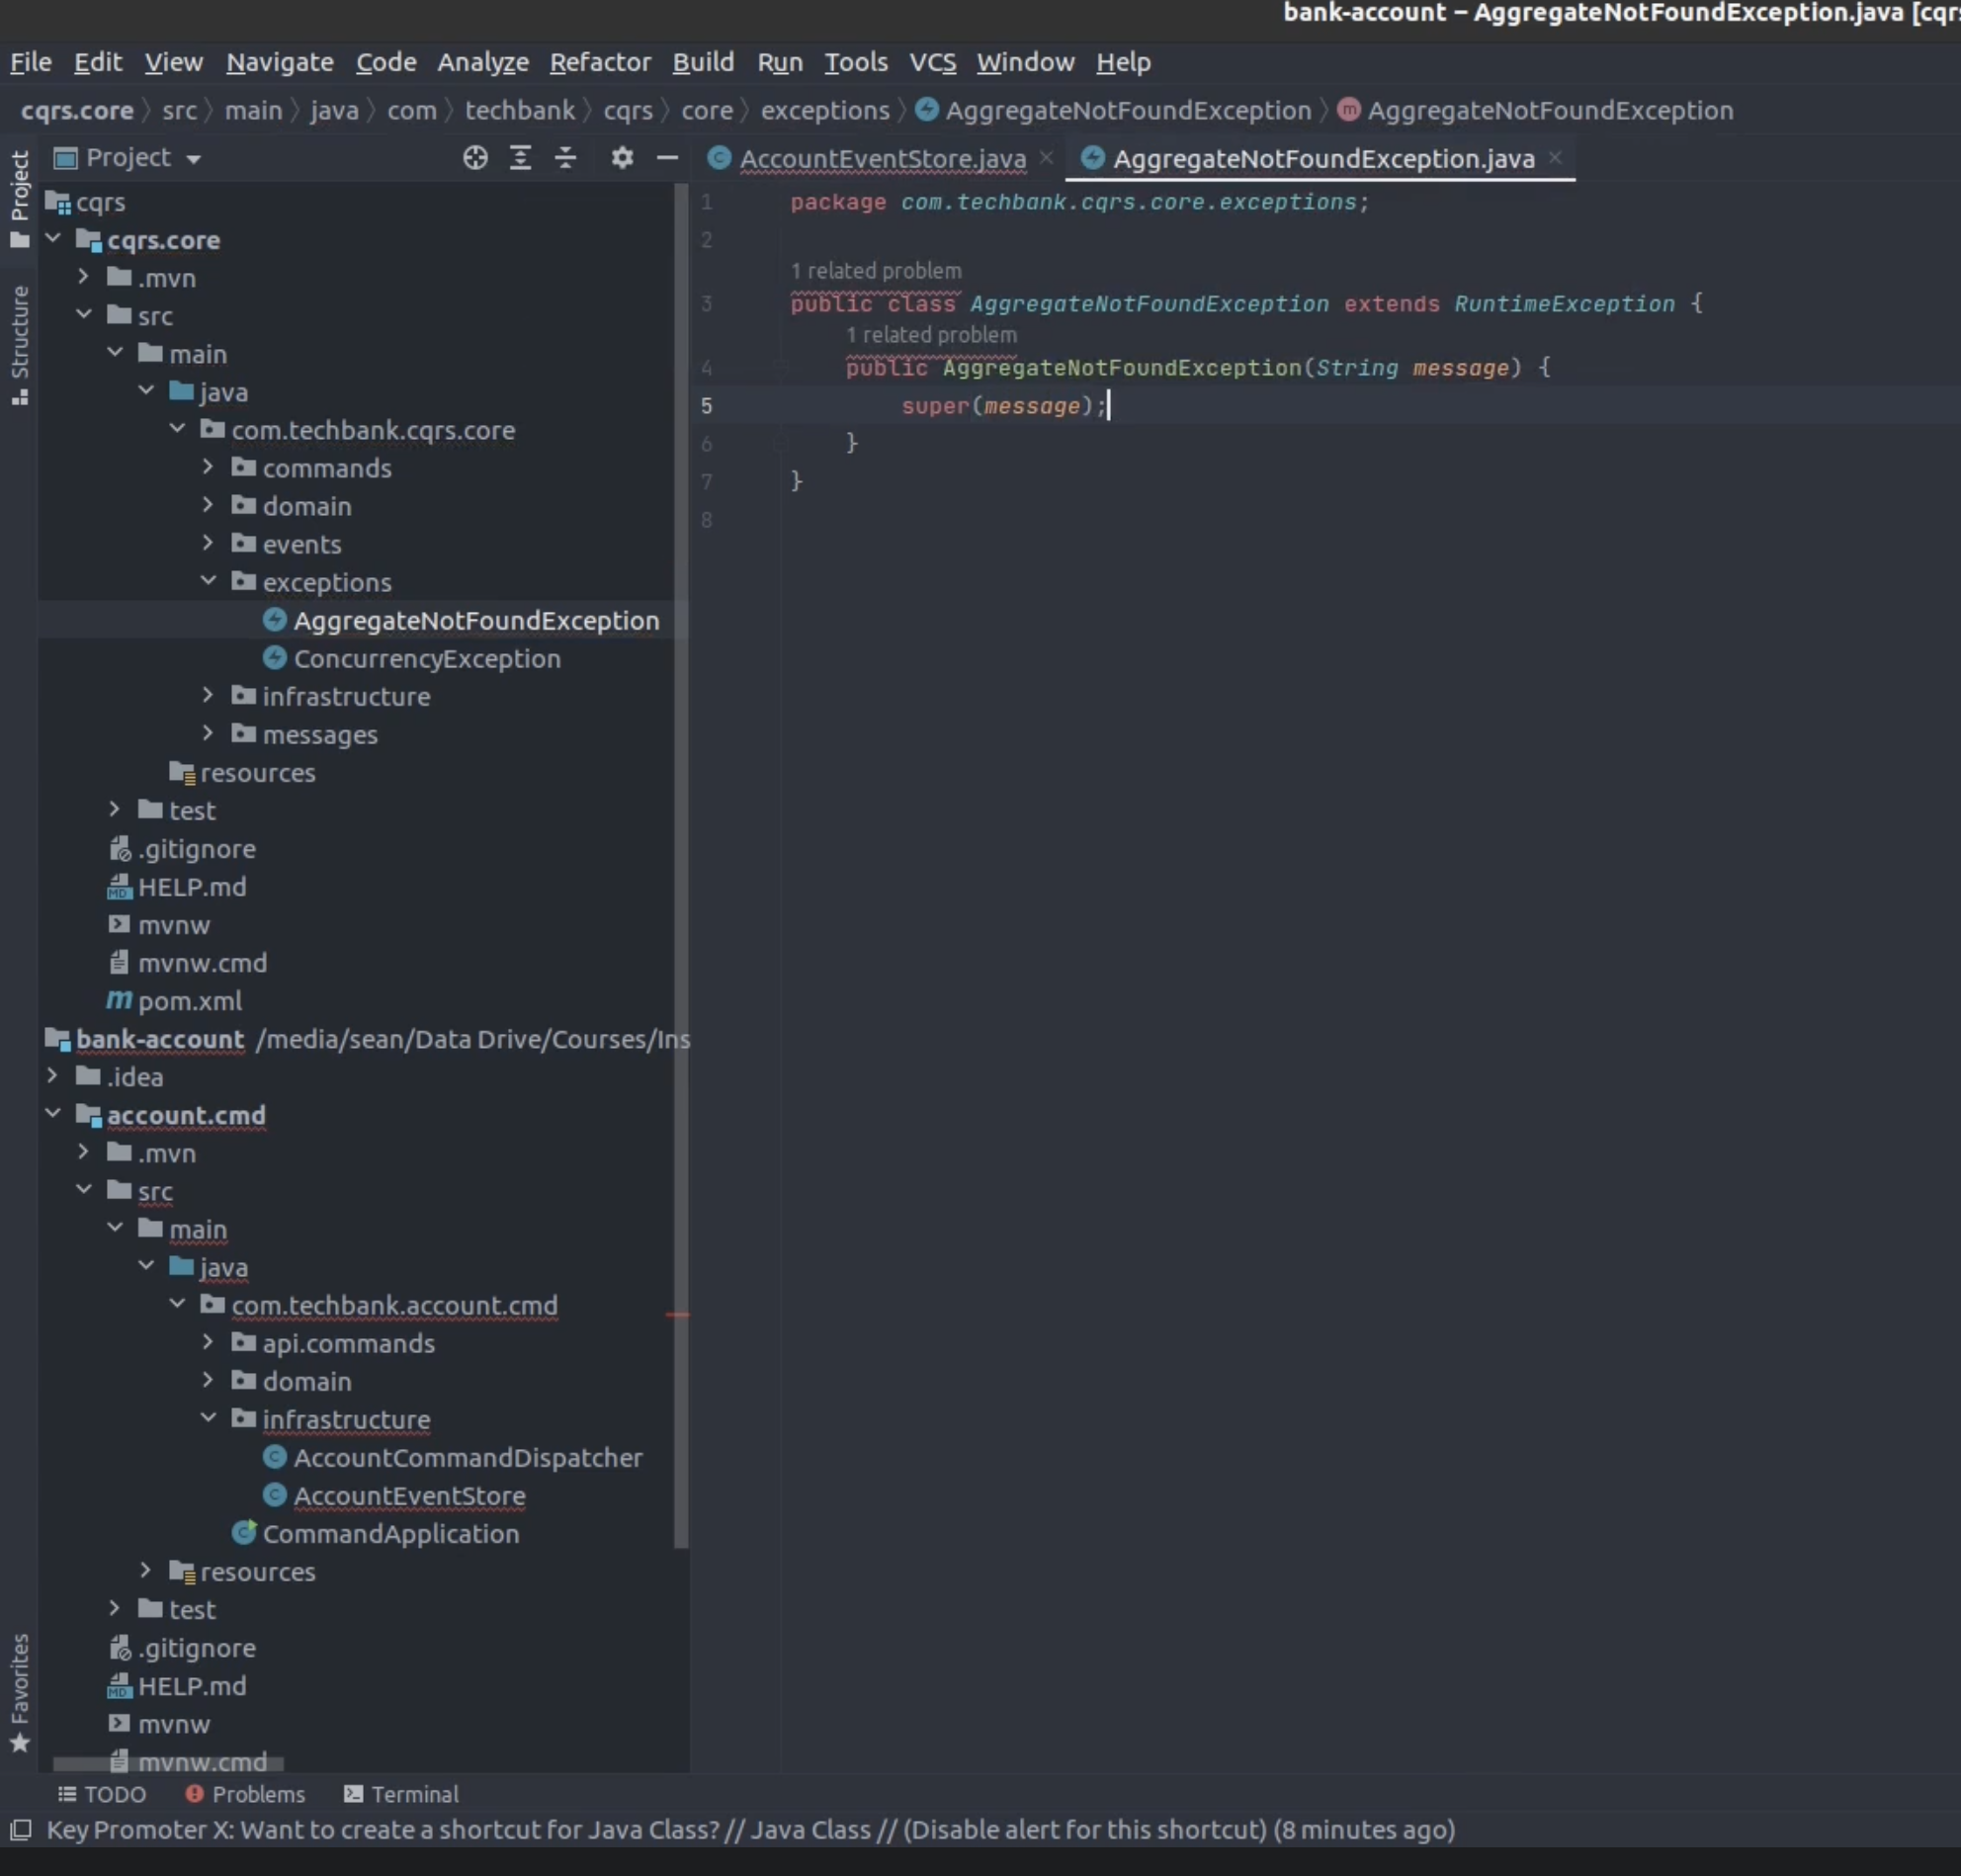 bank-account – AggregateNotFoundException.java [cqrs
File Edit View Navigate Code Analyze Refactor Build Run Tools VCS Window Help
cqrs.core src main java com techbank cqrs core exceptions AggregateNotFoundException m AggregateNotFoundException
Project
Project
AccountEventStore.java
AggregateNotFoundException.java
Structure
Favorites
cqrs
cqrs.core
.mvn
src
main
java
com.techbank.cqrs.core
commands
domain
events
exceptions
AggregateNotFoundException
ConcurrencyException
infrastructure
messages
resources
test
.gitignore
HELP.md
mvnw
mvnw.cmd
pom.xml
bank-account /media/sean/Data Drive/Courses/Ins
.idea
account.cmd
.mvn
src
main
java
com.techbank.account.cmd
api.commands
domain
infrastructure
AccountCommandDispatcher
AccountEventStore
CommandApplication
resources
test
.gitignore
HELP.md
mvnw
mvnw.cmd
1 package com.techbank.cqrs.core.exceptions;
2
1 related problem
3 public class AggregateNotFoundException extends RuntimeException {
1 related problem
4 public AggregateNotFoundException(String message) {
5 super(message);
6 }
7 }
8
TODO Problems Terminal
Key Promoter X: Want to create a shortcut for Java Class? // Java Class // (Disable alert for this shortcut) (8 minutes ago)